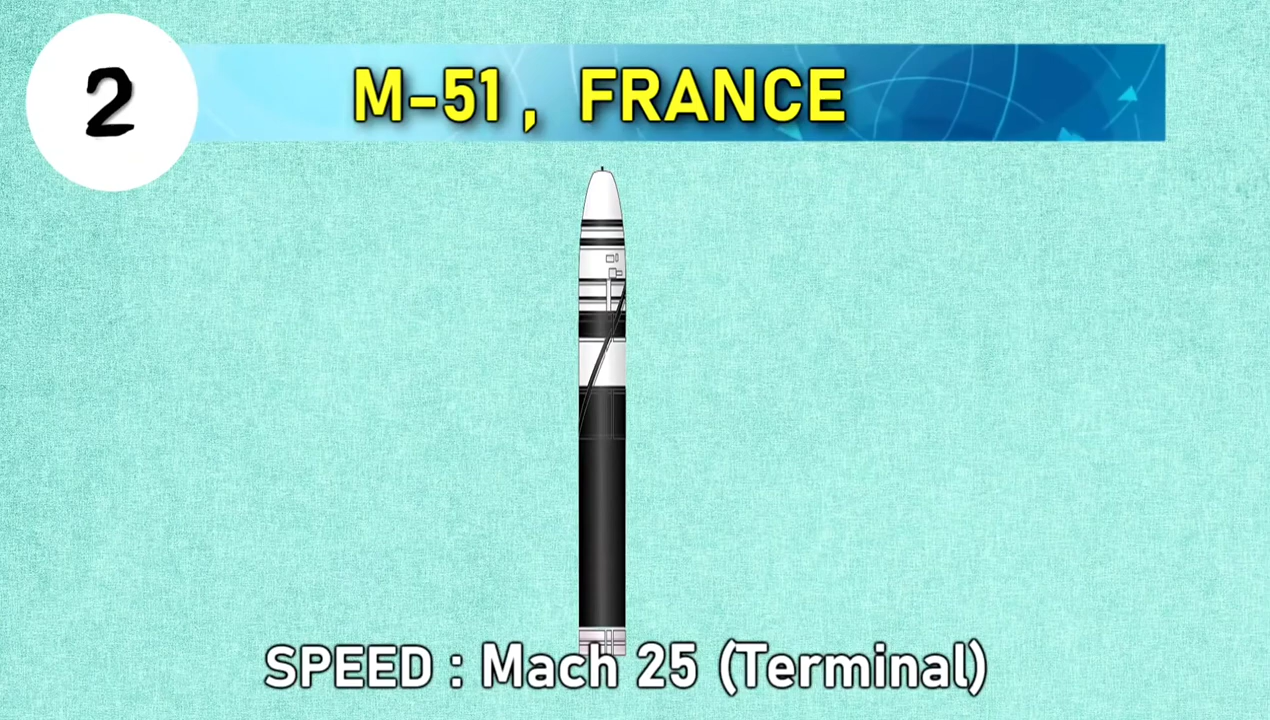 2
M-51 , FRANCE
SPEED : Mach 25 (Terminal)